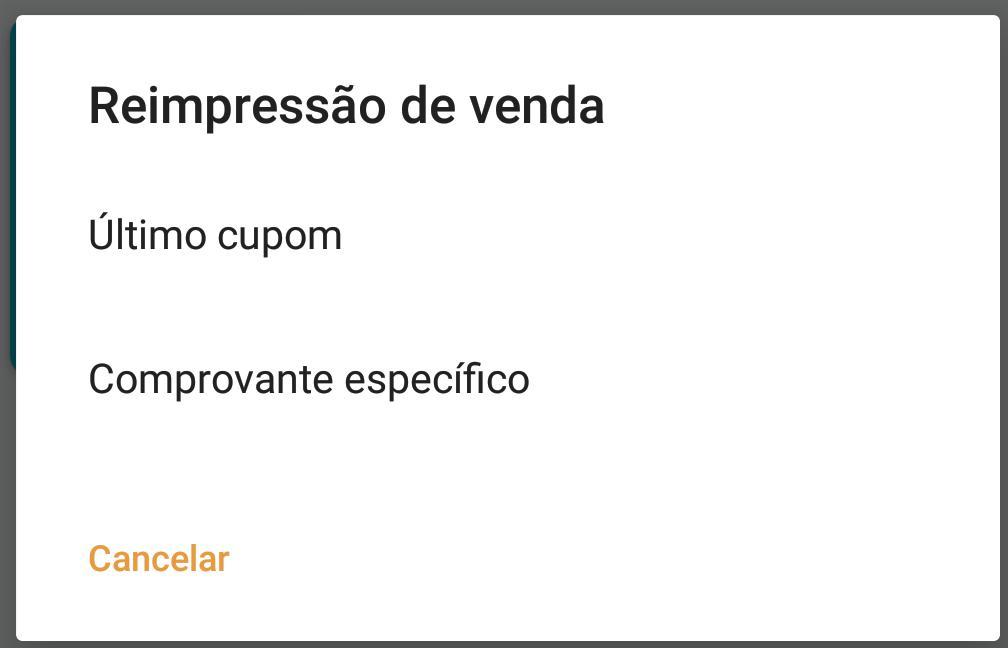 Reimpressão de venda
Último cupom
Comprovante específico
Cancelar